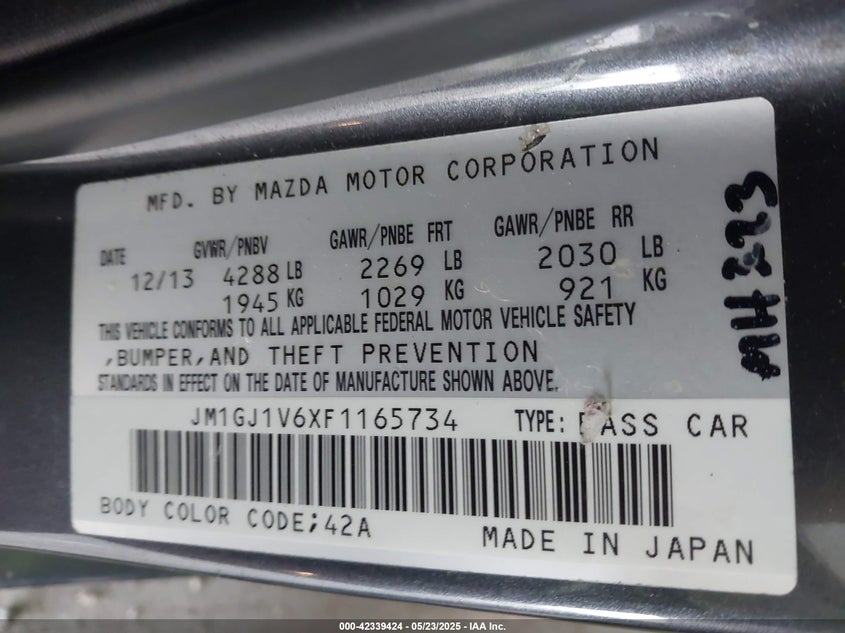 MFD. BY MAZDA MOTOR CORPORATION
DATE GVWR/PNBV GAWR/PNBE FRT GAWR/PNBE RR
12/13 4288 LB 2269 LB 2030 LB
1945 KG 1029 KG 921 KG
THIS VEHICLE CONFORMS TO ALL APPLICABLE FEDERAL MOTOR VEHICLE SAFETY
,BUMPER,AND THEFT PREVENTION
STANDARDS IN EFFECT ON THE DATE OF MANUFACTURE SHOWN ABOVE.
JM1GJ1V6XF1165734 TYPE: PASS CAR
BODY COLOR CODE;42A
MADE IN JAPAN
000-42339424 - 05/23/2025 - IAA Inc.